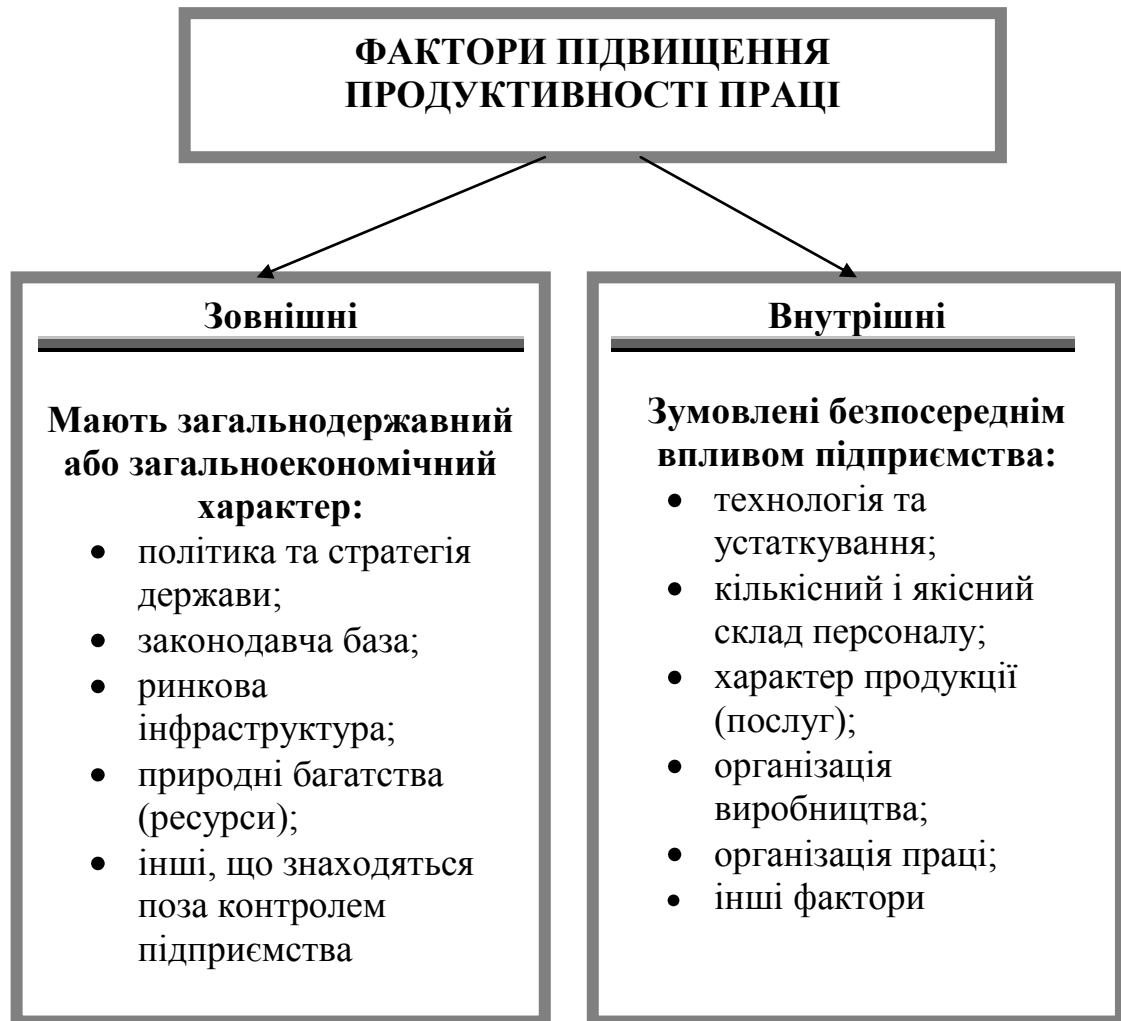 ФАКТОРИ ПІДВИЩЕННЯ
ПРОДУКТИВНОСТІ ПРАЦІ
Зовнішні
Мають загальнодержавний
або загальноекономічний
характер:
• політика та стратегія
держави;
• законодавча база;
• ринкова
інфраструктура;
• природні багатства
(ресурси);
• інші, що знаходяться
поза контролем
підприємства
Внутрішні
Зумовлені безпосереднім
впливом підприємства:
• технологія та
устаткування;
• кількісний і якісний
склад персоналу;
• характер продукції
(послуг);
• організація
виробництва;
• організація праці;
• інші фактори